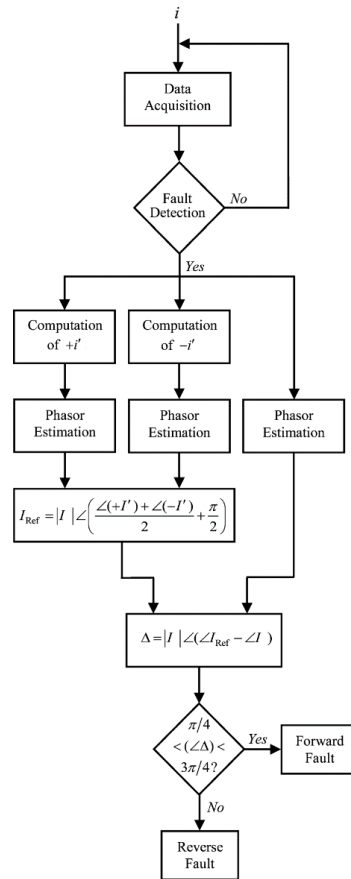 i
Data
Acquisition
Fault
Detection
No
Yes
Computation
of +i′
Computation
of −i′
Phasor
Estimation
Phasor
Estimation
Phasor
Estimation
I_Ref = |I |∠((∠(+I′)+∠(−I′))/2 + π/2)
Δ = |I |∠(∠I_Ref − ∠I )
π/4
< (∠Δ) <
3π/4?
Yes
Forward
Fault
No
Reverse
Fault